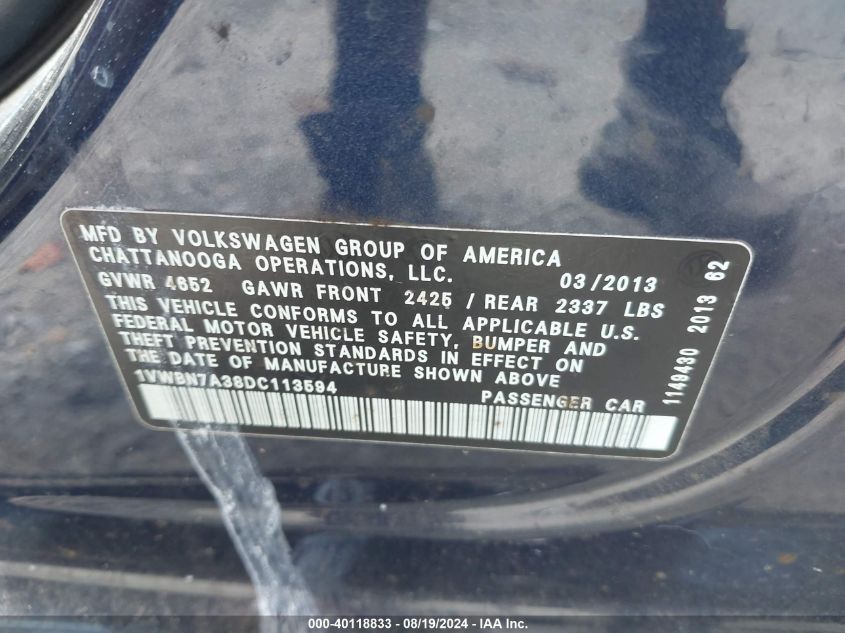 MFD BY VOLKSWAGEN GROUP OF AMERICA
CHATTANOOGA OPERATIONS, LLC. 03/2013
GVWR 4652 GAWR FRONT 2425 / REAR 2337 LBS
THIS VEHICLE CONFORMS TO ALL APPLICABLE U.S.
FEDERAL MOTOR VEHICLE SAFETY, BUMPER AND
THEFT PREVENTION STANDARDS IN EFFECT ON
THE DATE OF MANUFACTURE SHOWN ABOVE
1VWBN7A38DC113594 PASSENGER CAR
1149430 2013 62
000-40118833 - 08/19/2024 - IAA Inc.